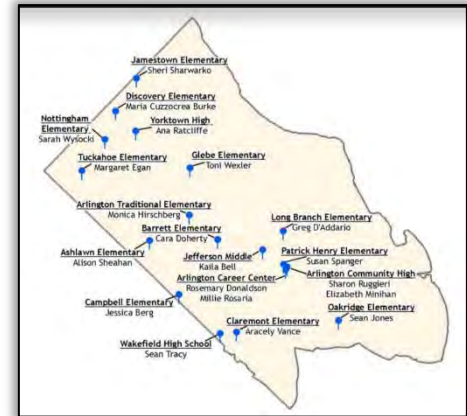 Jamestown Elementary
Sheri Sharwarko
Discovery Elementary
Maria Cuzzocrea Burke
Nottingham
Elementary
Sarah Wysocki
Yorktown High
Ana Ratcliffe
Tuckahoe Elementary
Margaret Egan
Glebe Elementary
Toni Wexler
Arlington Traditional Elementary
Monica Hirschberg
Barrett Elementary
Cara Doherty
Long Branch Elementary
Greg D'Addario
Ashlawn Elementary
Alison Sheahan
Jefferson Middle
Kaila Bell
Patrick Henry Elementary
Susan Spanger
Arlington Career Center
Rosemary Donaldson
Millie Rosaria
Arlington Community High
Sharon Ruggieri
Elizabeth Minihan
Campbell Elementary
Jessica Berg
Oakridge Elementary
Sean Jones
Claremont Elementary
Aracely Vance
Wakefield High School
Sean Tracy